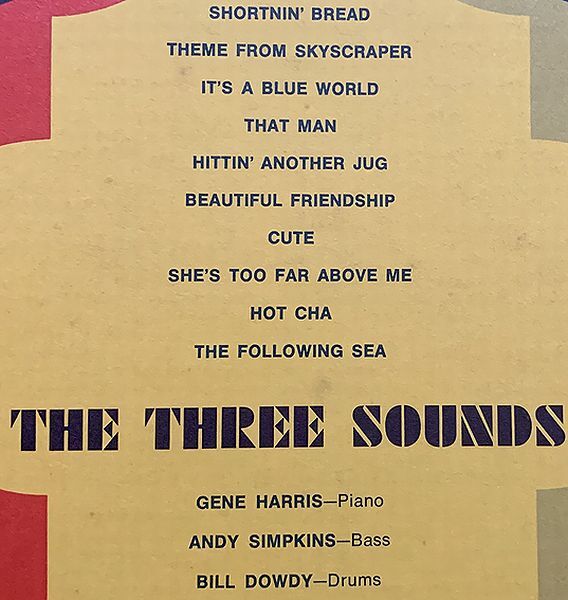 SHORTNIN' BREAD
THEME FROM SKYSCRAPER
IT'S A BLUE WORLD
THAT MAN
HITTIN' ANOTHER JUG
BEAUTIFUL FRIENDSHIP
CUTE
SHE'S TOO FAR ABOVE ME
HOT CHA
THE FOLLOWING SEA
THE THREE SOUNDS
GENE HARRIS—Piano
ANDY SIMPKINS—Bass
BILL DOWDY—Drums